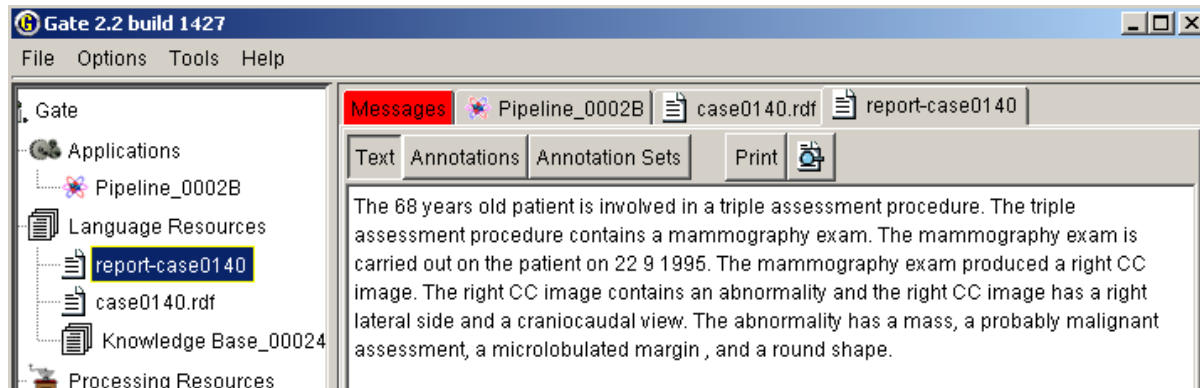 Gate 2.2 build 1427
File Options Tools Help
Gate
Applications
Pipeline_0002B
Language Resources
report-case0140
case0140.rdf
Knowledge Base_00024
Processing Resources
Messages Pipeline_0002B case0140.rdf report-case0140
Text Annotations Annotation Sets Print
The 68 years old patient is involved in a triple assessment procedure. The triple
assessment procedure contains a mammography exam. The mammography exam is
carried out on the patient on 22 9 1995. The mammography exam produced a right CC
image. The right CC image contains an abnormality and the right CC image has a right
lateral side and a craniocaudal view. The abnormality has a mass, a probably malignant
assessment, a microlobulated margin , and a round shape.